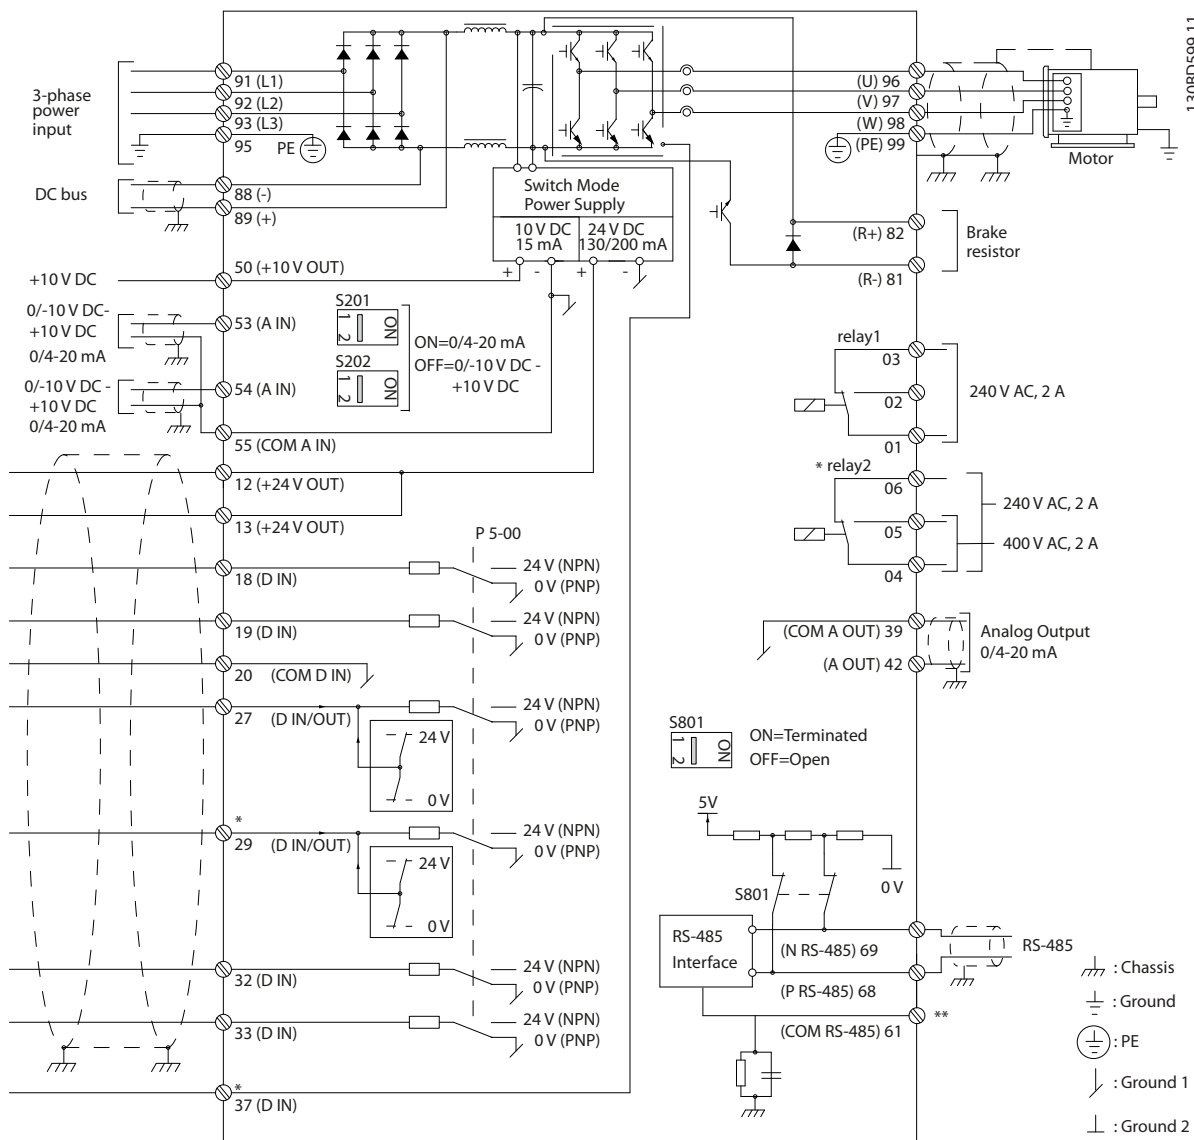 130BD599.11
3-phase
power
input
91 (L1)
92 (L2)
93 (L3)
95
PE
DC bus
88 (-)
89 (+)
+10 V DC
50 (+10 V OUT)
0/-10 V DC-
+10 V DC
0/4-20 mA
53 (A IN)
0/-10 V DC -
+10 V DC
0/4-20 mA
54 (A IN)
55 (COM A IN)
12 (+24 V OUT)
13 (+24 V OUT)
18 (D IN)
19 (D IN)
20 (COM D IN)
27 (D IN/OUT)
24 V
0 V
*
29 (D IN/OUT)
24 V
0 V
32 (D IN)
33 (D IN)
*
37 (D IN)
Switch Mode
Power Supply
10 V DC
15 mA
24 V DC
130/200 mA
+ - + -
S201
1
2
ON
S202
1
2
ON
ON=0/4-20 mA
OFF=0/-10 V DC -
+10 V DC
P 5-00
24 V (NPN)
0 V (PNP)
24 V (NPN)
0 V (PNP)
24 V (NPN)
0 V (PNP)
24 V (NPN)
0 V (PNP)
24 V (NPN)
0 V (PNP)
24 V (NPN)
0 V (PNP)
(U) 96
(V) 97
(W) 98
(PE) 99
Motor
(R+) 82
(R-) 81
Brake
resistor
relay1
03
02
01
240 V AC, 2 A
* relay2
06
05
04
240 V AC, 2 A
400 V AC, 2 A
(COM A OUT) 39
(A OUT) 42
Analog Output
0/4-20 mA
S801
1
2
ON
ON=Terminated
OFF=Open
5V
S801
0 V
RS-485
Interface
(N RS-485) 69
(P RS-485) 68
(COM RS-485) 61
RS-485
**
: Chassis
: Ground
: PE
: Ground 1
: Ground 2